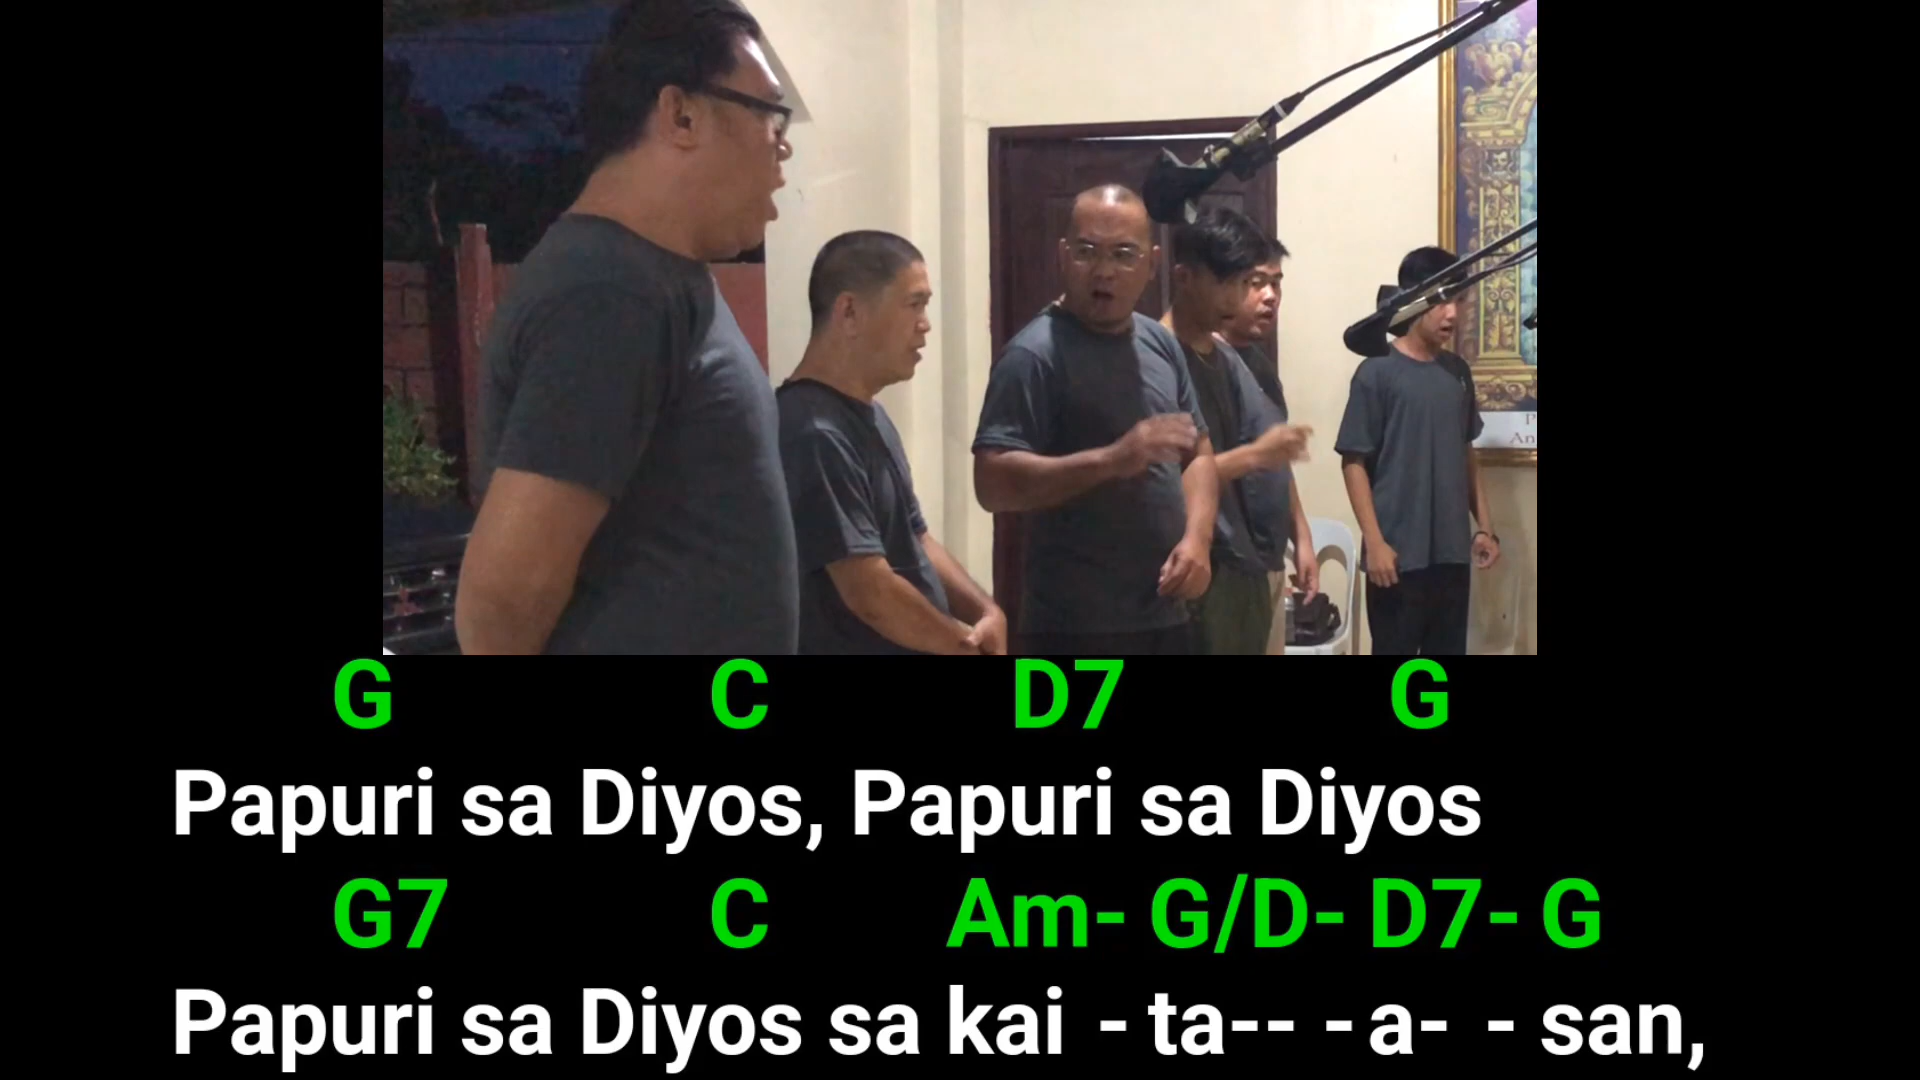 G C D7 G
Papuri sa Diyos, Papuri sa Diyos
G7 C Am- G/D- D7- G
Papuri sa Diyos sa kai - ta-- - a- - san,